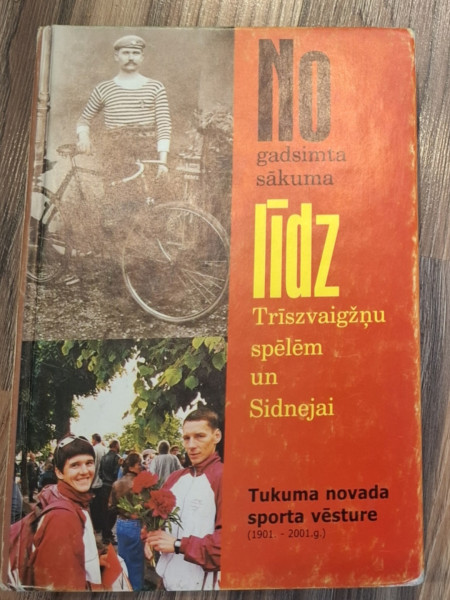 No
gadsimta
sākuma
līdz
Trīszvaigžņu
spēlēm
un
Sidnejai
Tukuma novada
sporta vēsture
(1901. - 2001.g.)